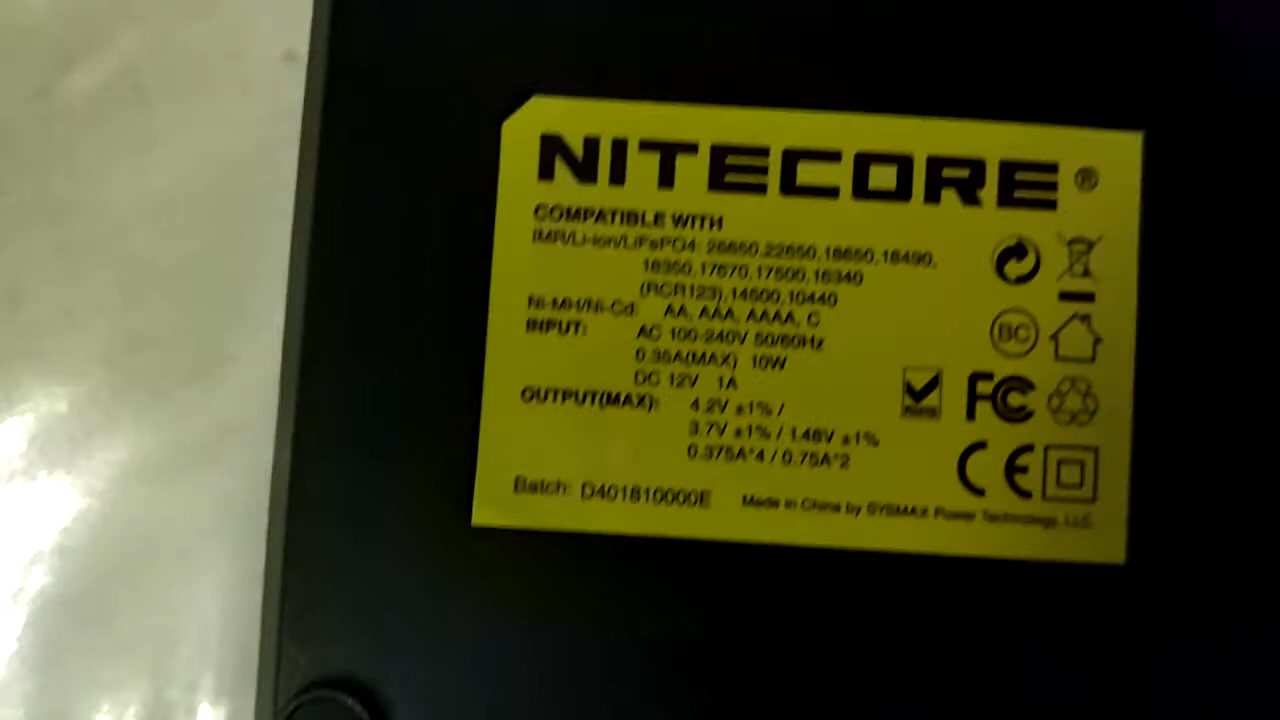 NITECORE®
COMPATIBLE WITH
IMR/Li-ion/LiFePO4: 26650,22650,18650,18490,
18350,17670,17500,16340
(RCR123),14500,10440
Ni-MH/Ni-Cd: AA, AAA, AAAA, C
INPUT: AC 100-240V 50/60Hz
0.35A(MAX) 10W
DC 12V 1A
OUTPUT(MAX): 4.2V ±1% /
3.7V ±1% / 1.48V ±1%
0.375A*4 / 0.75A*2
Batch: D401810000E
Made in China by SYSMAX Power Technology, LLC.
BC
FC
CE